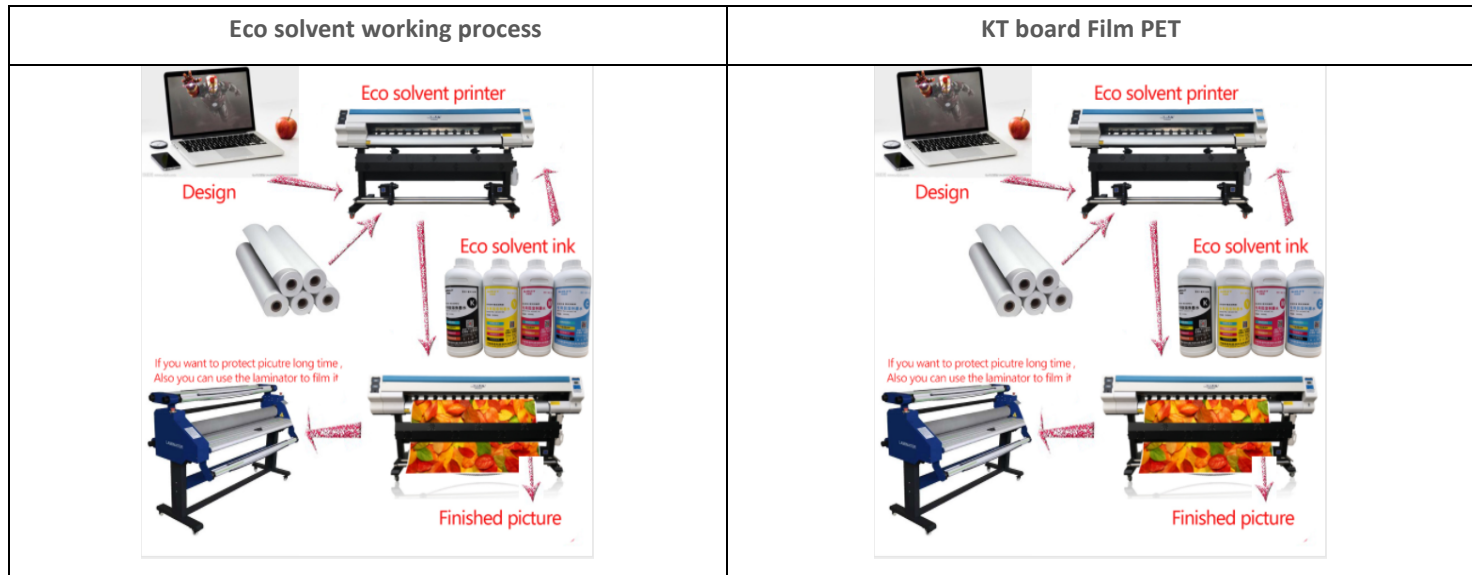 Eco solvent working process
KT board Film PET
Eco solvent printer
Design
Eco solvent ink
K
If you want to protect picutre long time ,
Also you can use the laminator to film it
Finished picture
Eco solvent printer
Design
Eco solvent ink
K
If you want to protect picutre long time ,
Also you can use the laminator to film it
Finished picture